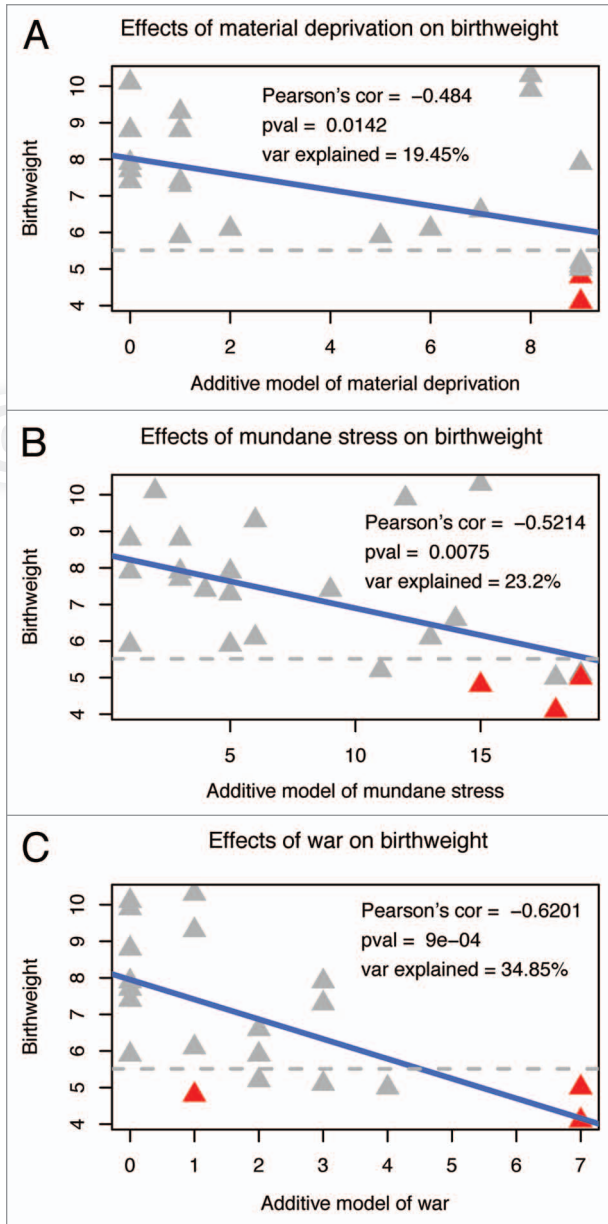 A
Effects of material deprivation on birthweight
Pearson's cor = −0.484
pval = 0.0142
var explained = 19.45%
Birthweight
10
9
8
7
6
5
4
0 2 4 6 8
Additive model of material deprivation
B
Effects of mundane stress on birthweight
Pearson's cor = −0.5214
pval = 0.0075
var explained = 23.2%
Birthweight
10
9
8
7
6
5
4
5 10 15
Additive model of mundane stress
C
Effects of war on birthweight
Pearson's cor = −0.6201
pval = 9e−04
var explained = 34.85%
Birthweight
10
9
8
7
6
5
4
0 1 2 3 4 5 6 7
Additive model of war